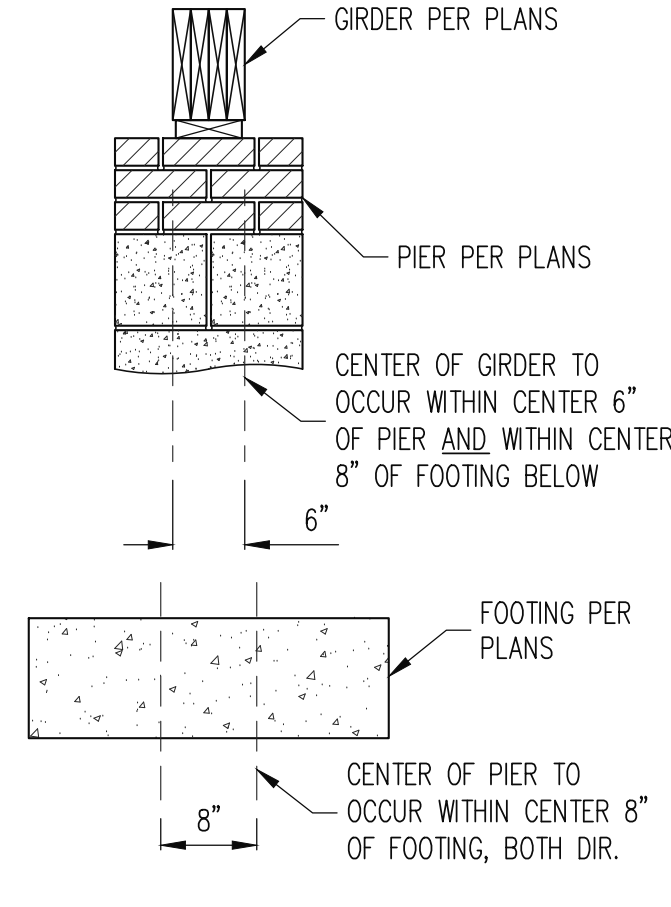 GIRDER PER PLANS
PIER PER PLANS
CENTER OF GIRDER TO
OCCUR WITHIN CENTER 6”
OF PIER AND WITHIN CENTER
8” OF FOOTING BELOW
6”
FOOTING PER
PLANS
CENTER OF PIER TO
OCCUR WITHIN CENTER 8”
OF FOOTING, BOTH DIR.
8”